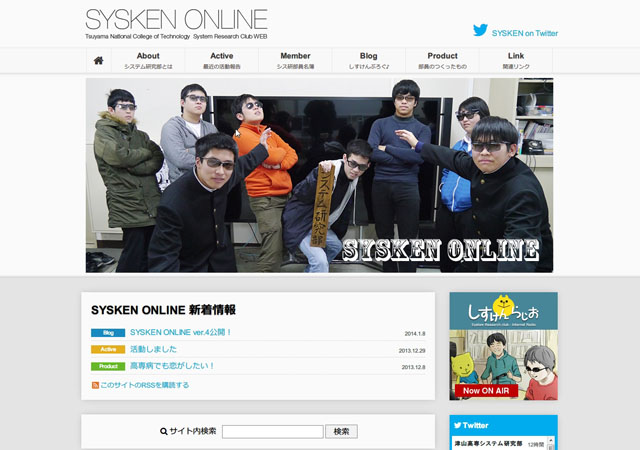 SYSKEN ONLINE
Tsuyama National College of Technology System Research Club WEB
SYSKEN on Twitter
About
システム研究部とは
Active
最近の活動報告
Member
シス研部員名簿
Blog
しすけんぶろぐ♪
Product
部員のつくったもの
Link
関連リンク
システム研究部
SYSKEN ONLINE
SYSKEN ONLINE 新着情報
Blog SYSKEN ONLINE ver.4公開！ 2014.1.8
Active 活動しました 2013.12.29
Product 高専病でも恋がしたい！ 2013.12.8
このサイトのRSSを購読する
しすけんらじお
System Research club - Internet Radio
Now ON AIR
サイト内検索 検索
Twitter
津山高専システム研究部 12時間